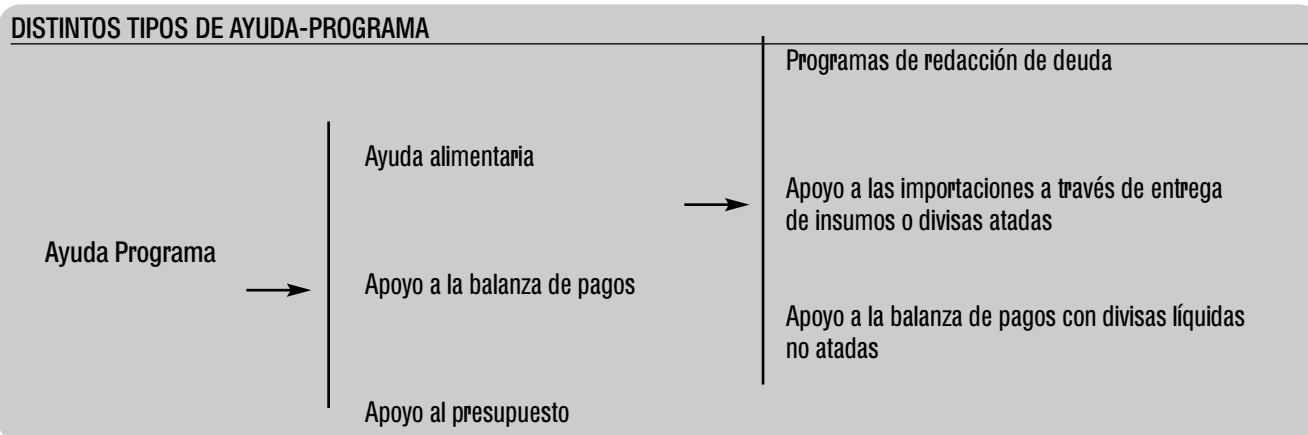 DISTINTOS TIPOS DE AYUDA-PROGRAMA
Ayuda Programa
Ayuda alimentaria
Apoyo a la balanza de pagos
Apoyo al presupuesto
Programas de redacción de deuda
Apoyo a las importaciones a través de entrega
de insumos o divisas atadas
Apoyo a la balanza de pagos con divisas líquidas
no atadas